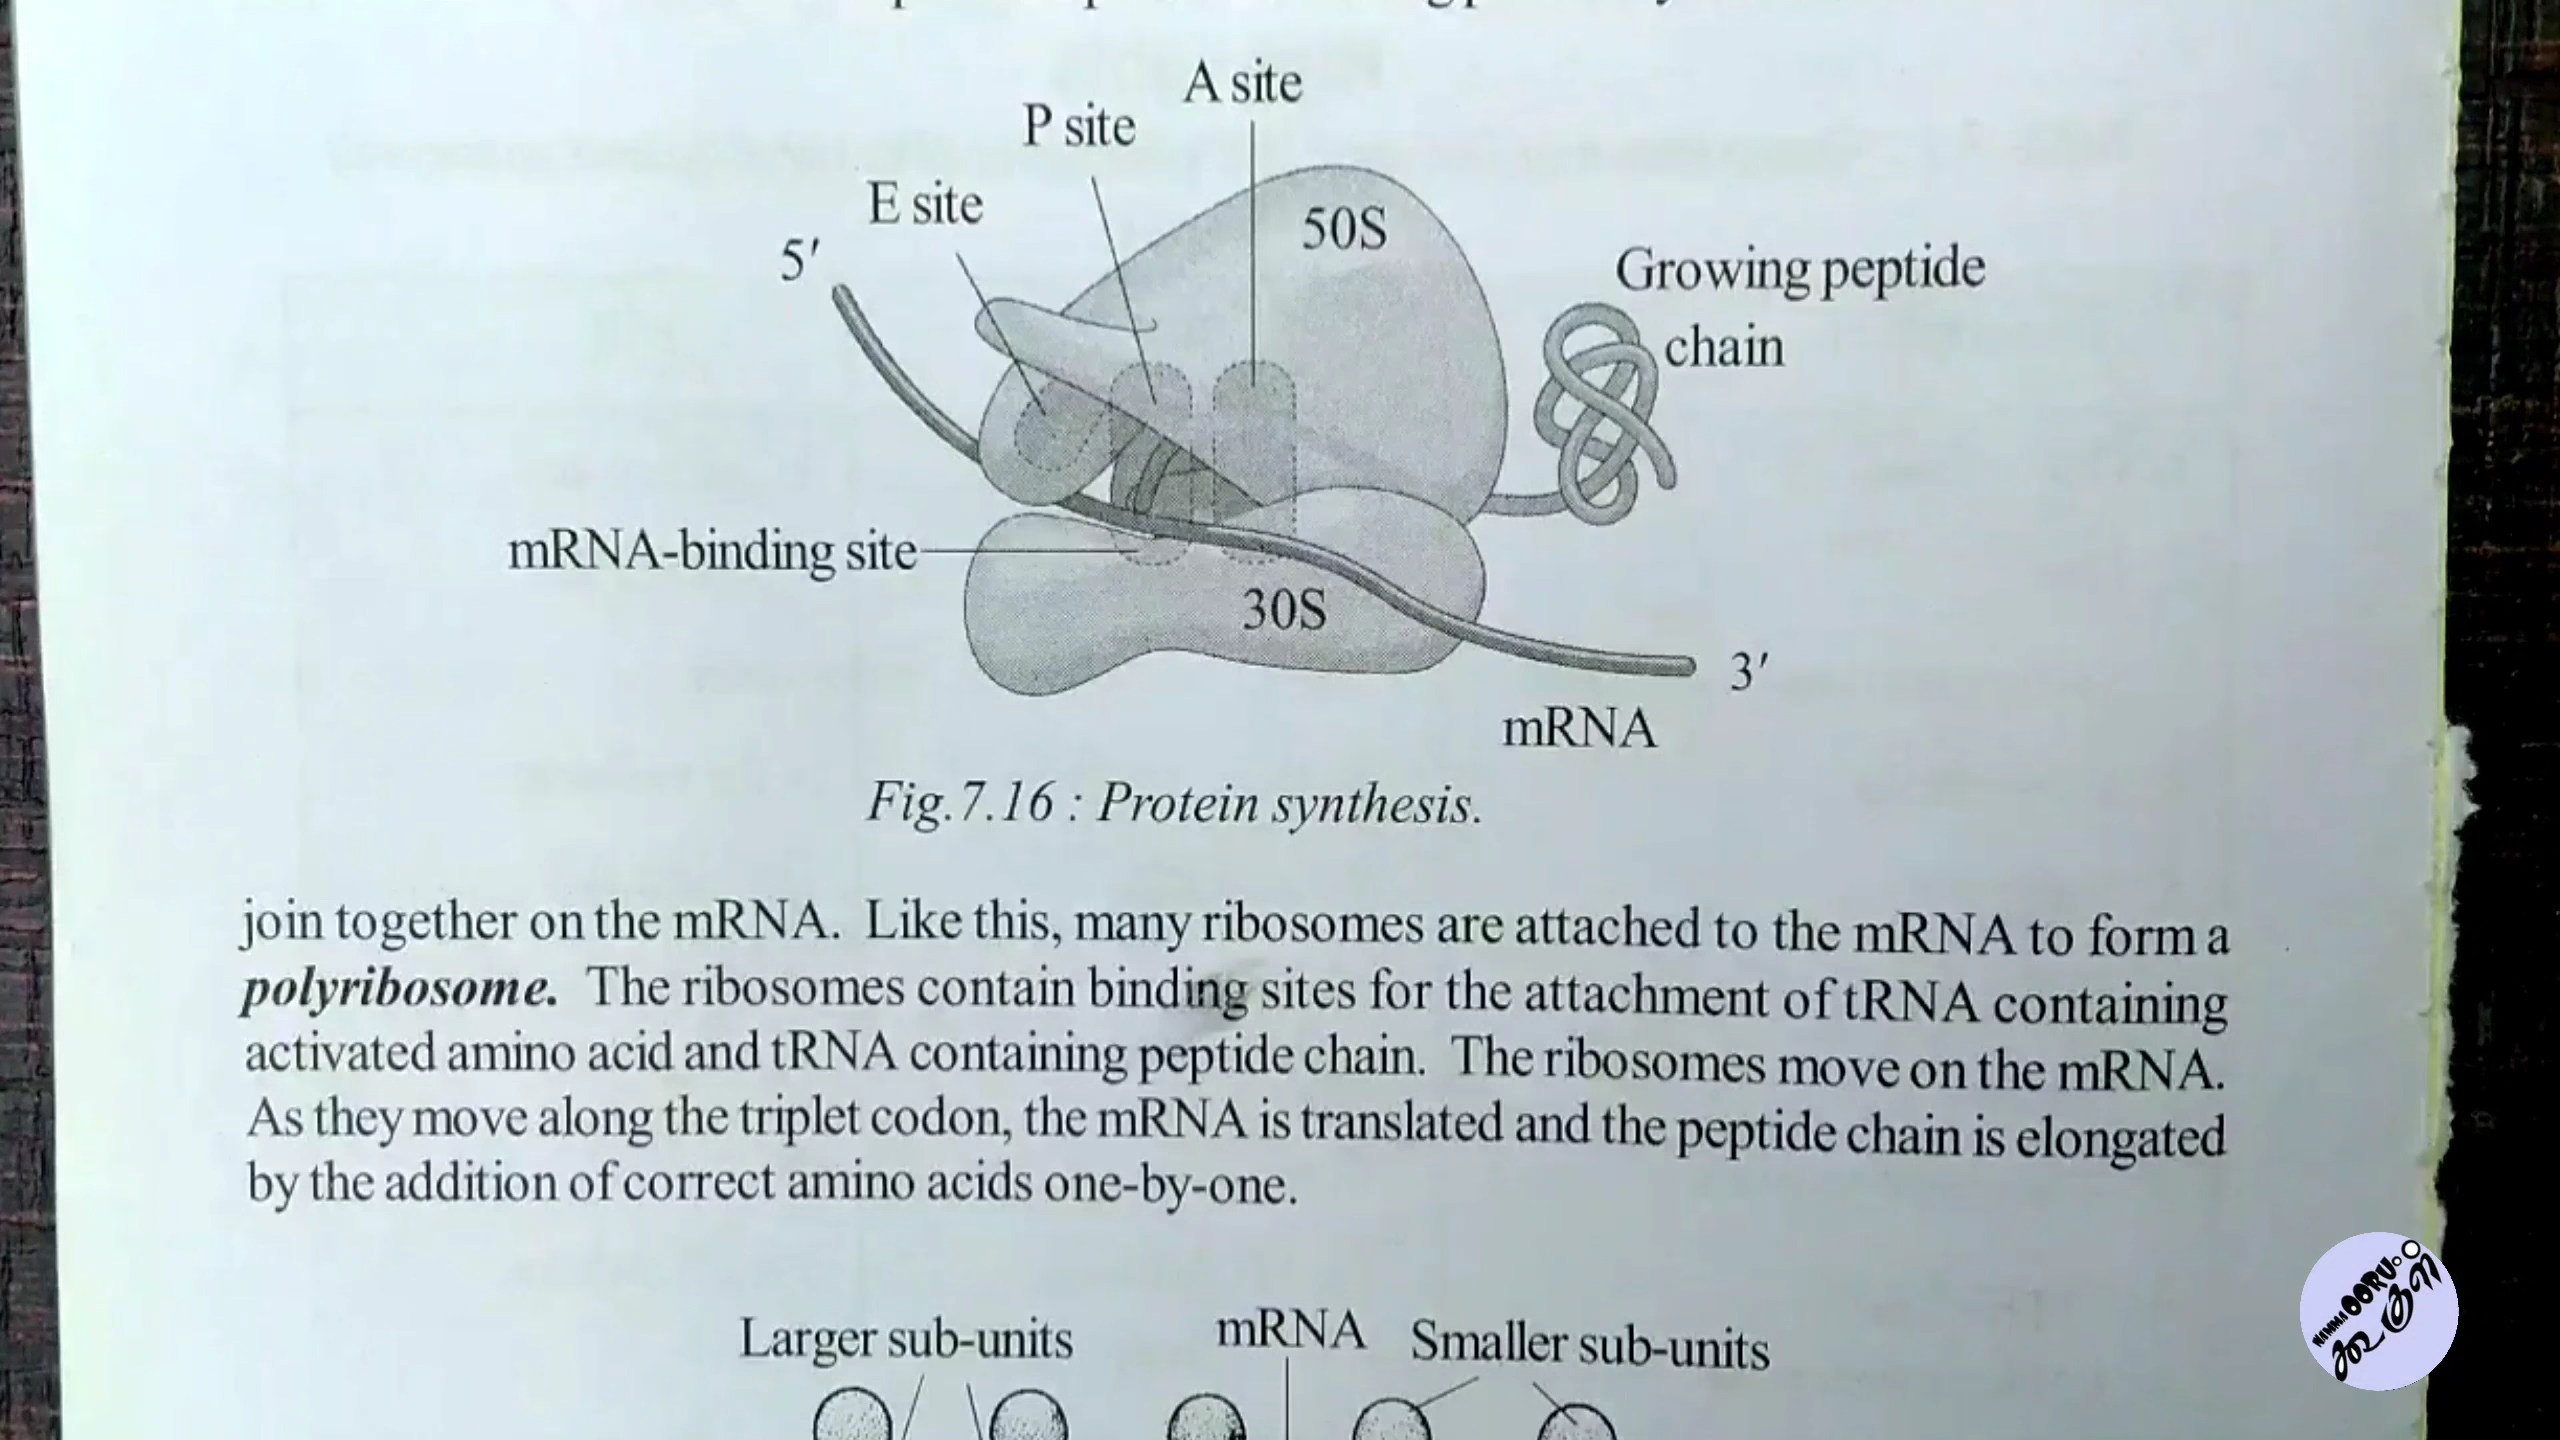 A site
P site
E site
50S
5′
Growing peptide
chain
mRNA-binding site
30S
3′
mRNA
Fig.7.16 : Protein synthesis.
join together on the mRNA. Like this, many ribosomes are attached to the mRNA to form a
polyribosome. The ribosomes contain binding sites for the attachment of tRNA containing
activated amino acid and tRNA containing peptide chain. The ribosomes move on the mRNA.
As they move along the triplet codon, the mRNA is translated and the peptide chain is elongated
by the addition of correct amino acids one-by-one.
Larger sub-units
mRNA
Smaller sub-units
NAMMA OORU